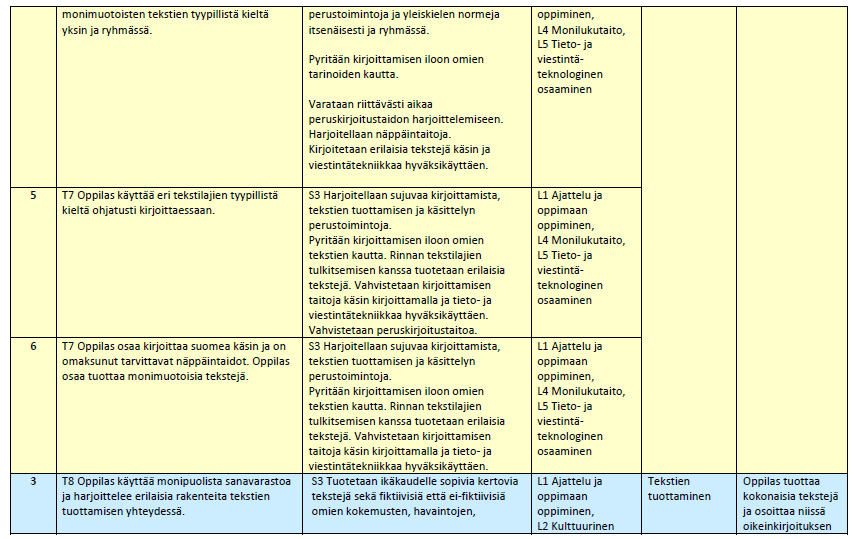 monimuotoisten tekstien tyypillistä kieltä
yksin ja ryhmässä.
perustoimintoja ja yleiskielen normeja
itsenäisesti ja ryhmässä.
Pyritään kirjoittamisen iloon omien
tarinoiden kautta.
Varataan riittävästi aikaa
peruskirjoitustaidon harjoittelemiseen.
Harjoitellaan näppäintaitoja.
Kirjoitetaan erilaisia tekstejä käsin ja
viestintätekniikkaa hyväksikäyttäen.
oppiminen,
L4 Monilukutaito,
L5 Tieto- ja
viestintä-
teknologinen
osaaminen
5
T7 Oppilas käyttää eri tekstilajien tyypillistä
kieltä ohjatusti kirjoittaessaan.
S3 Harjoitellaan sujuvaa kirjoittamista,
tekstien tuottamisen ja käsittelyn
perustoimintoja.
Pyritään kirjoittamisen iloon omien
tekstien kautta. Rinnan tekstilajien
tulkitsemisen kanssa tuotetaan erilaisia
tekstejä. Vahvistetaan kirjoittamisen
taitoja käsin kirjoittamalla ja tieto- ja
viestintätekniikkaa hyväksikäyttäen.
Vahvistetaan peruskirjoitustaitoa.
L1 Ajattelu ja
oppimaan
oppiminen,
L4 Monilukutaito,
L5 Tieto- ja
viestintä-
teknologinen
osaaminen
6
T7 Oppilas osaa kirjoittaa suomea käsin ja on
omaksunut tarvittavat näppäintaidot. Oppilas
osaa tuottaa monimuotoisia tekstejä.
S3 Harjoitellaan sujuvaa kirjoittamista,
tekstien tuottamisen ja käsittelyn
perustoimintoja.
Pyritään kirjoittamisen iloon omien
tekstien kautta. Rinnan tekstilajien
tulkitsemisen kanssa tuotetaan erilaisia
tekstejä. Vahvistetaan kirjoittamisen
taitoja käsin kirjoittamalla ja tieto- ja
viestintätekniikkaa hyväksikäyttäen.
L1 Ajattelu ja
oppimaan
oppiminen,
L4 Monilukutaito,
L5 Tieto- ja
viestintä-
teknologinen
osaaminen
3
T8 Oppilas käyttää monipuolista sanavarastoa
ja harjoittelee erilaisia rakenteita tekstien
tuottamisen yhteydessä.
S3 Tuotetaan ikäkaudelle sopivia kertovia
tekstejä sekä fiktiivisiä että ei-fiktiivisiä
omien kokemusten, havaintojen,
L1 Ajattelu ja
oppimaan
oppiminen,
L2 Kulttuurinen
Tekstien
tuottaminen
Oppilas tuottaa
kokonaisia tekstejä
ja osoittaa niissä
oikeinkirjoituksen